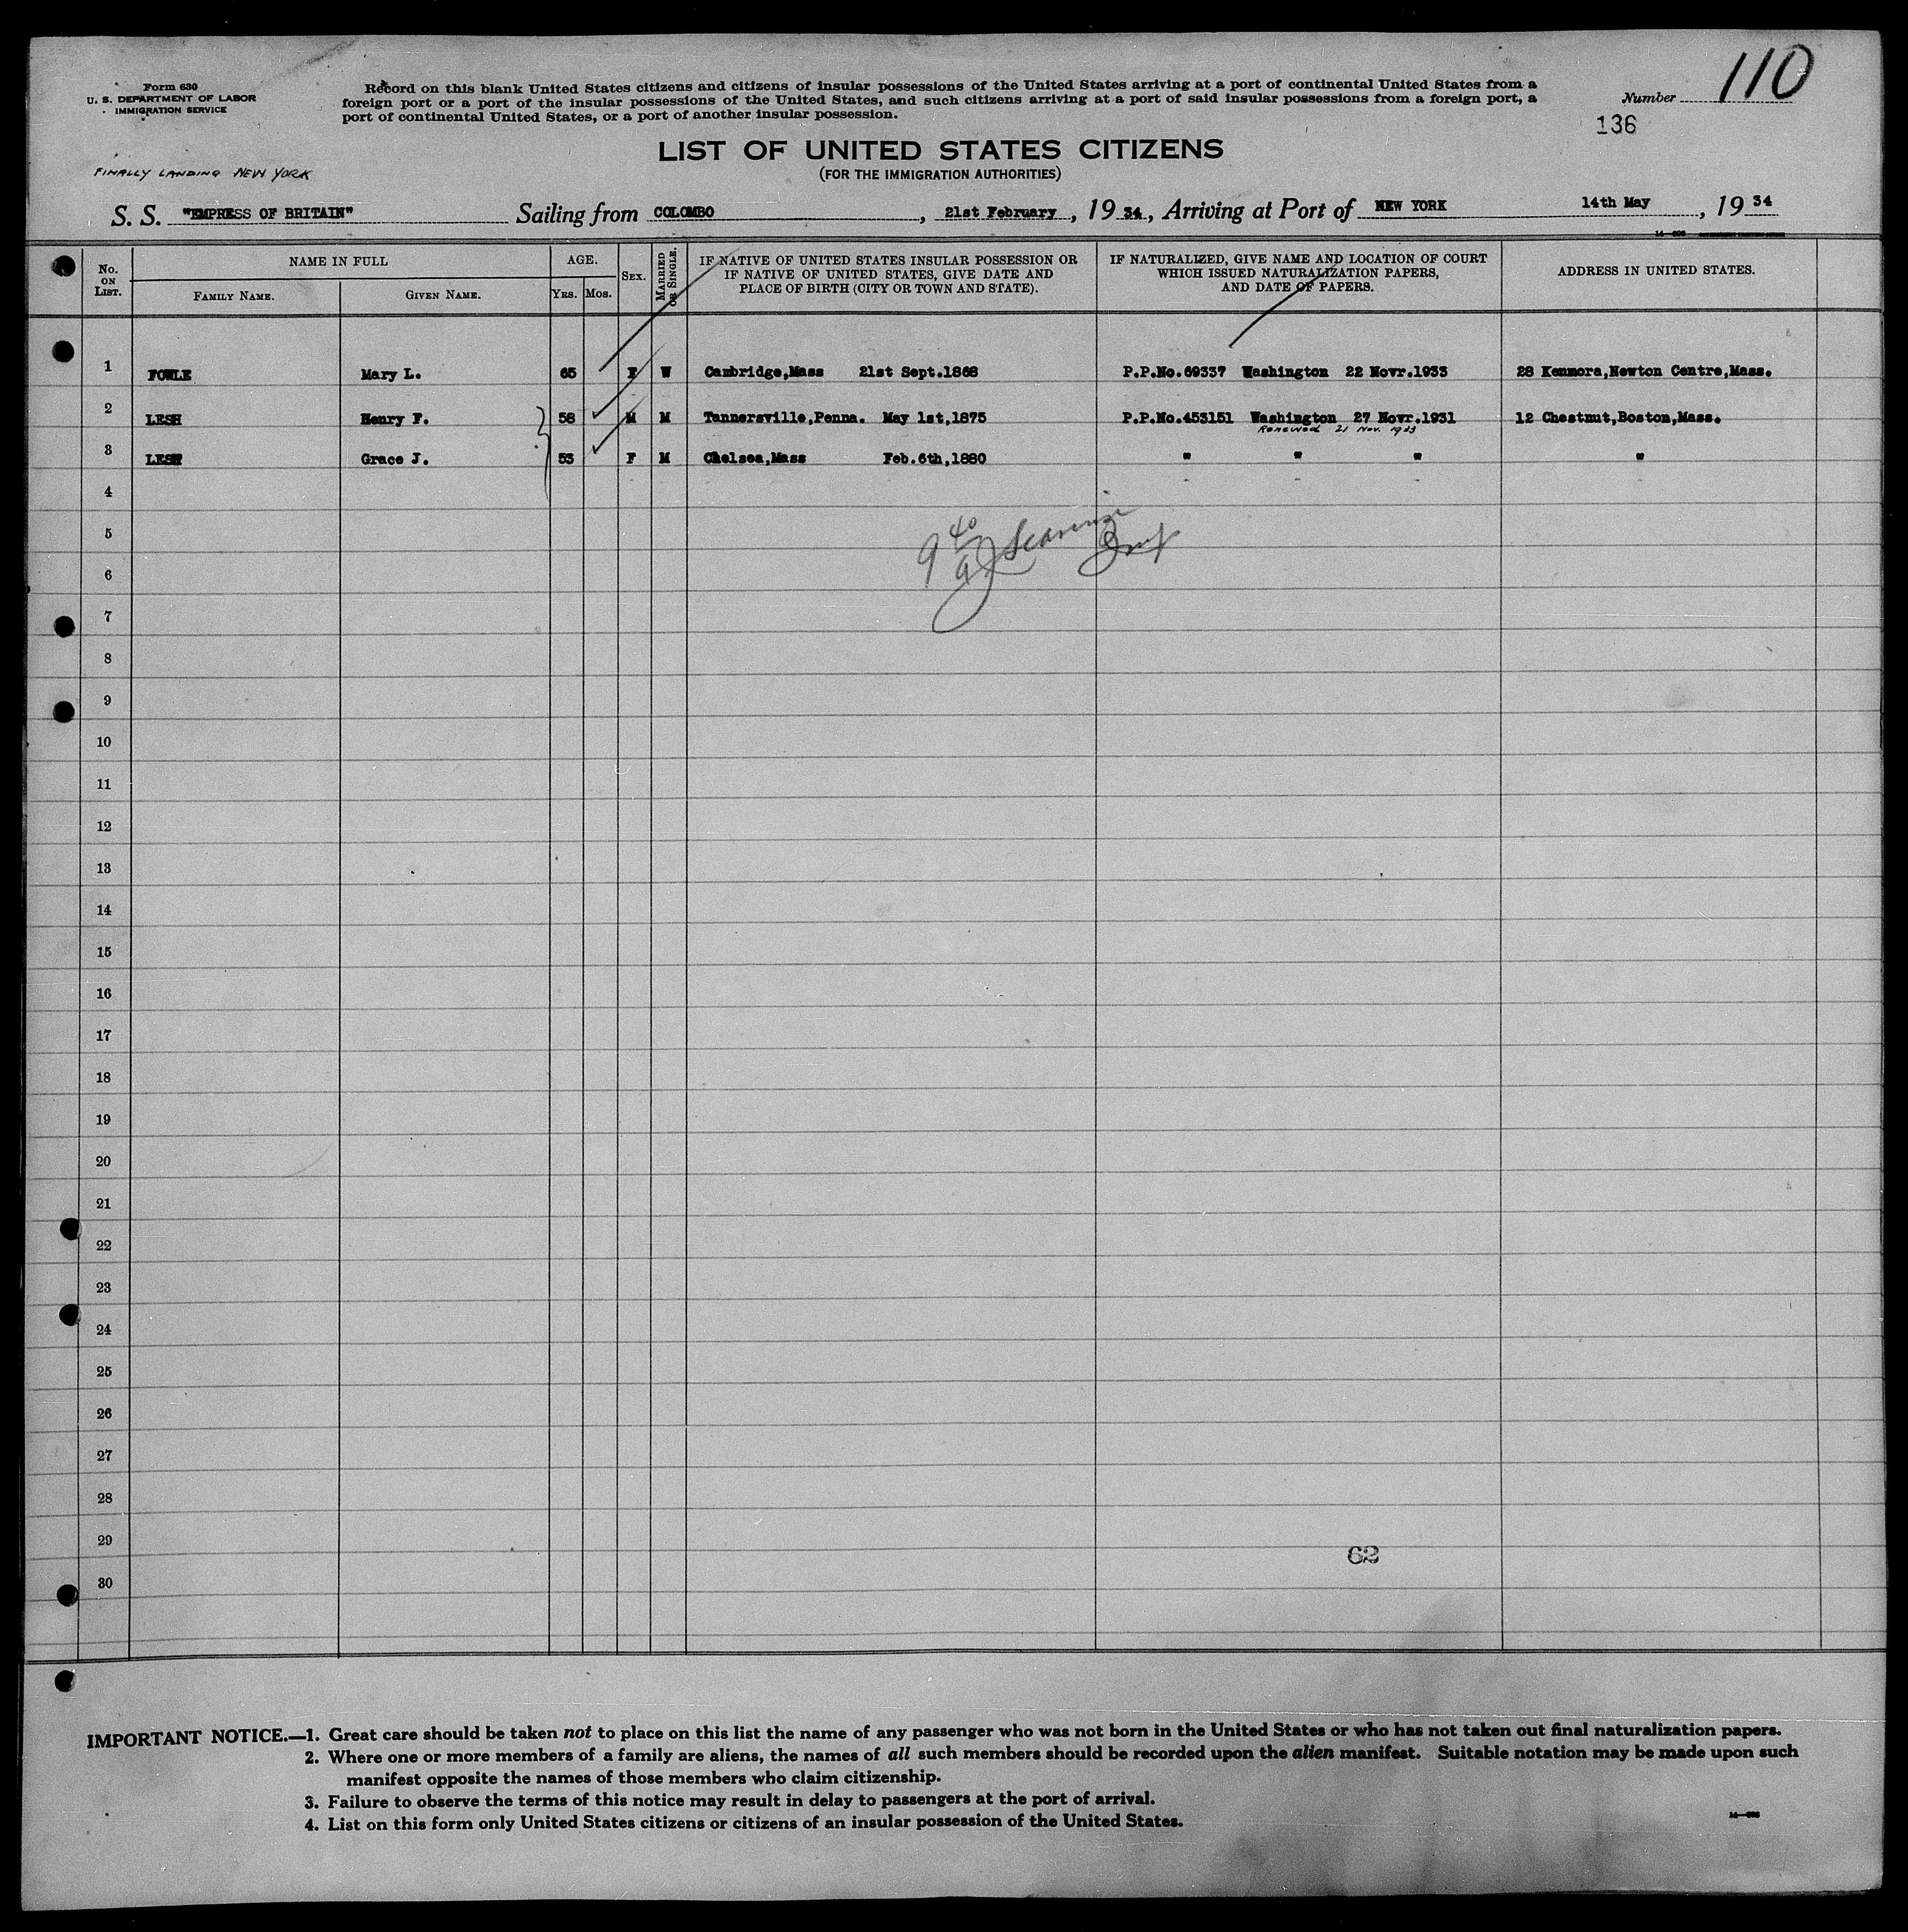 Form 630
U. S. DEPARTMENT OF LABOR
IMMIGRATION SERVICE
Record on this blank United States citizens and citizens of insular possessions of the United States arriving at a port of continental United States from a
foreign port or a port of the insular possessions of the United States, and such citizens arriving at a port of said insular possessions from a foreign port, a
port of continental United States, or a port of another insular possession.
Number 110
136
LIST OF UNITED STATES CITIZENS
(FOR THE IMMIGRATION AUTHORITIES)
FINALLY LANDING NEW YORK
S. S. "EMPRESS OF BRITAIN" Sailing from COLOMBO, 21st February, 19 34, Arriving at Port of NEW YORK 14th May, 19 34
No. ON LIST.
NAME IN FULL
FAMILY NAME. GIVEN NAME.
AGE.
YRS. MOS.
SEX.
MARRIED OR SINGLE.
IF NATIVE OF UNITED STATES INSULAR POSSESSION OR
IF NATIVE OF UNITED STATES, GIVE DATE AND
PLACE OF BIRTH (CITY OR TOWN AND STATE).
IF NATURALIZED, GIVE NAME AND LOCATION OF COURT
WHICH ISSUED NATURALIZATION PAPERS,
AND DATE OF PAPERS.
ADDRESS IN UNITED STATES.
1 FOWLE Mary L. 65 F W Cambridge,Mass 21st Sept.1868 P.P.No.69337 Washington 22 Novr.1933 28 Kenmora,Newton Centre,Mass.
2 LESH Henry F. 58 M M Tannersville,Penna. May 1st,1875 P.P.No.453151 Washington 27 Novr.1931 12 Chestnut,Boston,Mass.
Renewed 21 Nov. 1933
3 LESH Grace J. 53 F M Chelsea,Mass Feb.6th,1880 " " " "
4
5
6
7
8
9
10
11
12
13
14
15
16
17
18
19
20
21
22
23
24
25
26
27
28
29
62
30
IMPORTANT NOTICE.—1. Great care should be taken not to place on this list the name of any passenger who was not born in the United States or who has not taken out final naturalization papers.
2. Where one or more members of a family are aliens, the names of all such members should be recorded upon the alien manifest. Suitable notation may be made upon such
manifest opposite the names of those members who claim citizenship.
3. Failure to observe the terms of this notice may result in delay to passengers at the port of arrival.
4. List on this form only United States citizens or citizens of an insular possession of the United States.